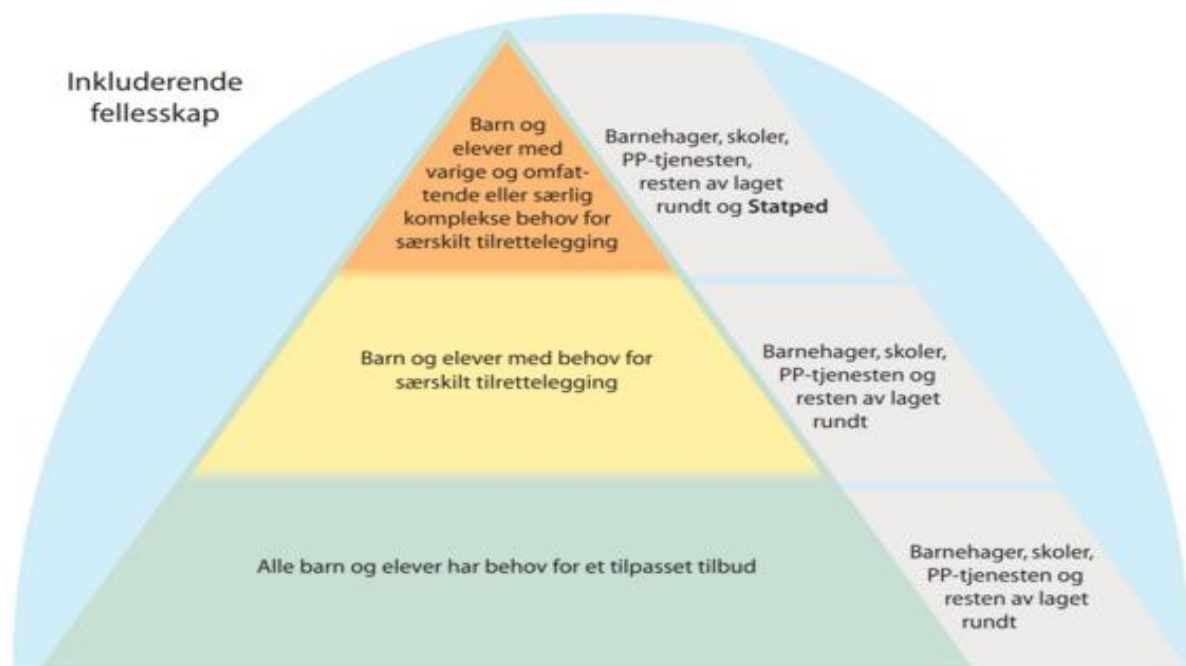 Inkluderende
fellesskap
Barn og
elever med
varige og omfat-
tende eller særlig
komplekse behov for
særskilt tilrettelegging
Barnehager, skoler,
PP-tjenesten,
resten av laget
rundt og Statped
Barn og elever med behov for
særskilt tilrettelegging
Barnehager, skoler,
PP-tjenesten og
resten av laget
rundt
Alle barn og elever har behov for et tilpasset tilbud
Barnehager, skoler,
PP-tjenesten og
resten av laget
rundt